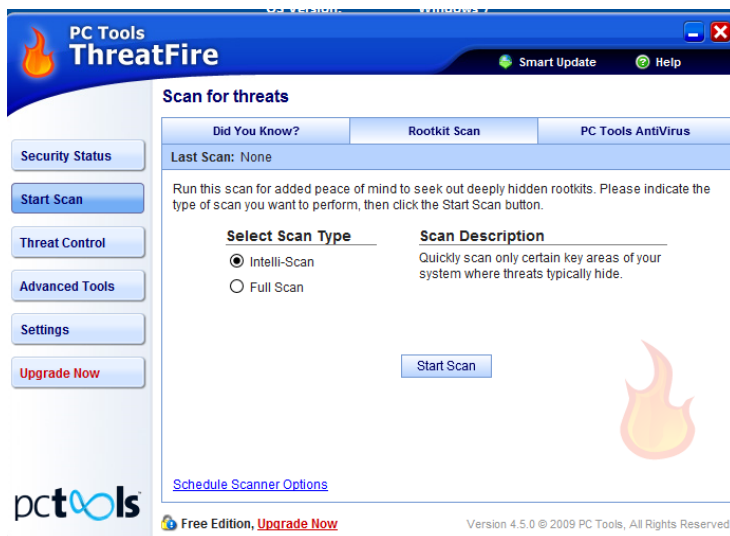 OS Version: Windows 7
PC Tools
ThreatFire
Smart Update Help
Scan for threats
Did You Know? Rootkit Scan PC Tools AntiVirus
Last Scan: None
Security Status
Start Scan
Threat Control
Advanced Tools
Settings
Upgrade Now
Run this scan for added peace of mind to seek out deeply hidden rootkits. Please indicate the
type of scan you want to perform, then click the Start Scan button.
Select Scan Type
Intelli-Scan
Full Scan
Scan Description
Quickly scan only certain key areas of your
system where threats typically hide.
Start Scan
Schedule Scanner Options
pctools
Free Edition, Upgrade Now
Version 4.5.0 © 2009 PC Tools, All Rights Reserved